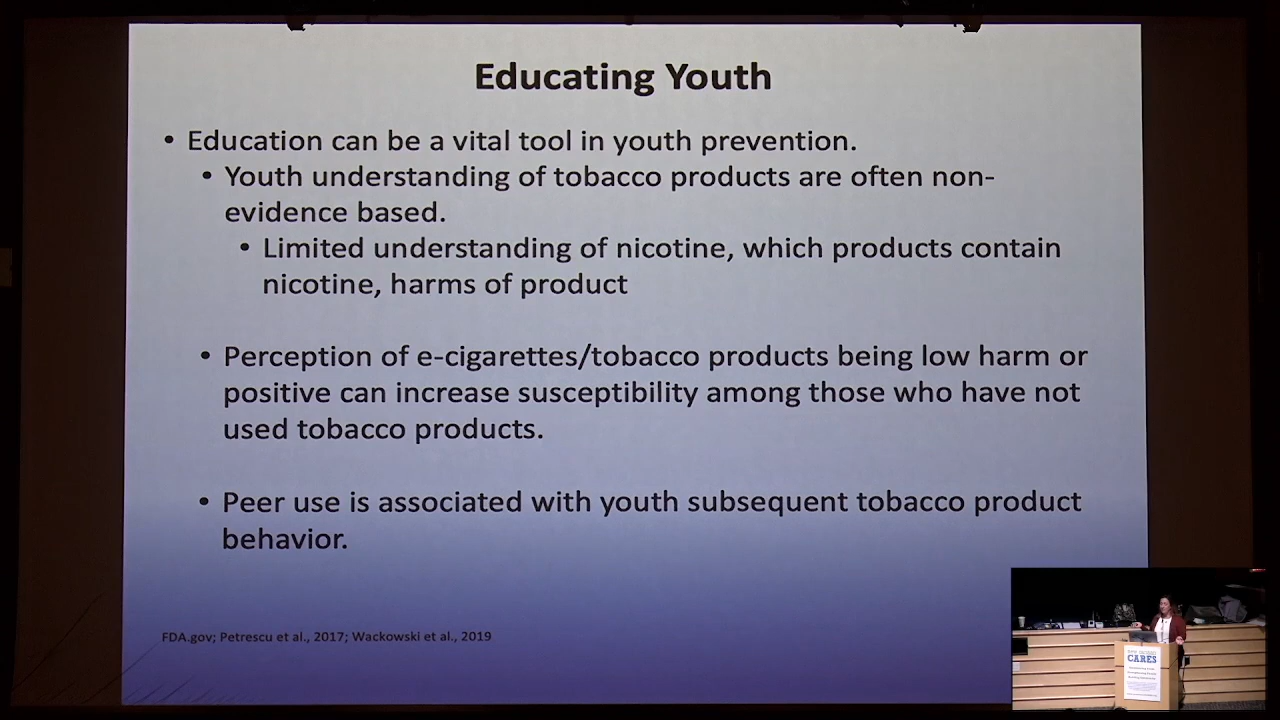 Educating Youth
• Education can be a vital tool in youth prevention.
• Youth understanding of tobacco products are often non-
evidence based.
• Limited understanding of nicotine, which products contain
nicotine, harms of product
• Perception of e-cigarettes/tobacco products being low harm or
positive can increase susceptibility among those who have not
used tobacco products.
• Peer use is associated with youth subsequent tobacco product
behavior.
FDA.gov; Petrescu et al., 2017; Wackowski et al., 2019
CARES